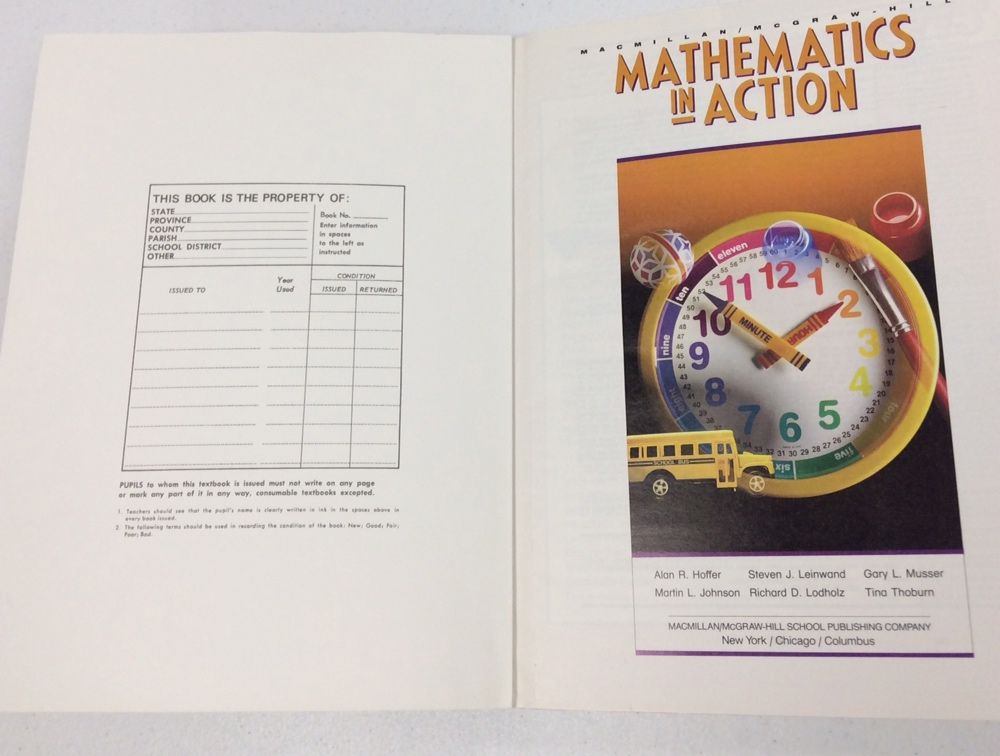 THIS BOOK IS THE PROPERTY OF:
STATE
PROVINCE
COUNTY
PARISH
SCHOOL DISTRICT
OTHER
Book No.
Enter information
in spaces
to the left as
instructed
ISSUED TO
Year
Used
CONDITION
ISSUED
RETURNED
PUPILS to whom this textbook is issued must not write on any page
or mark any part of it in any way, consumable textbooks excepted.
1. Teachers should see that the pupil's name is clearly written in ink in the spaces above in
every book issued.
2. The following terms should be used in recording the condition of the book: New; Good; Fair;
Poor; Bad.
MACMILLAN/McGRAW-HILL
MATHEMATICS
IN ACTION
eleven
ten
nine
eight
six
five
four
12
1
2
3
4
5
6
7
8
9
10
11
MINUTE
HOUR
SCHOOL BUS
Alan R. Hoffer Steven J. Leinwand Gary L. Musser
Martin L. Johnson Richard D. Lodholz Tina Thoburn
MACMILLAN/McGRAW-HILL SCHOOL PUBLISHING COMPANY
New York / Chicago / Columbus